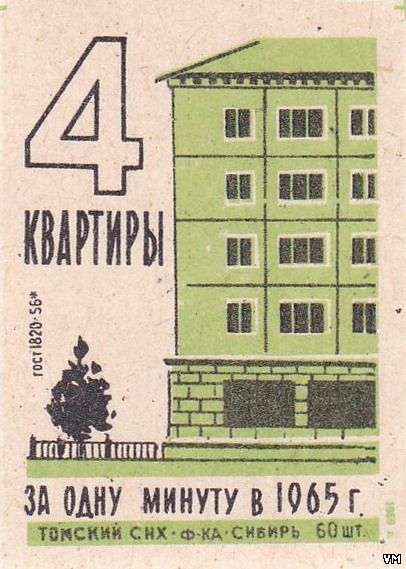 4
КВАРТИРЫ
ГОСТ 1820-56*
ЗА ОДНУ МИНУТУ В 1965 г.
ТОМСКИЙ СНХ · Ф-КА · СИБИРЬ 60 ШТ.
VM